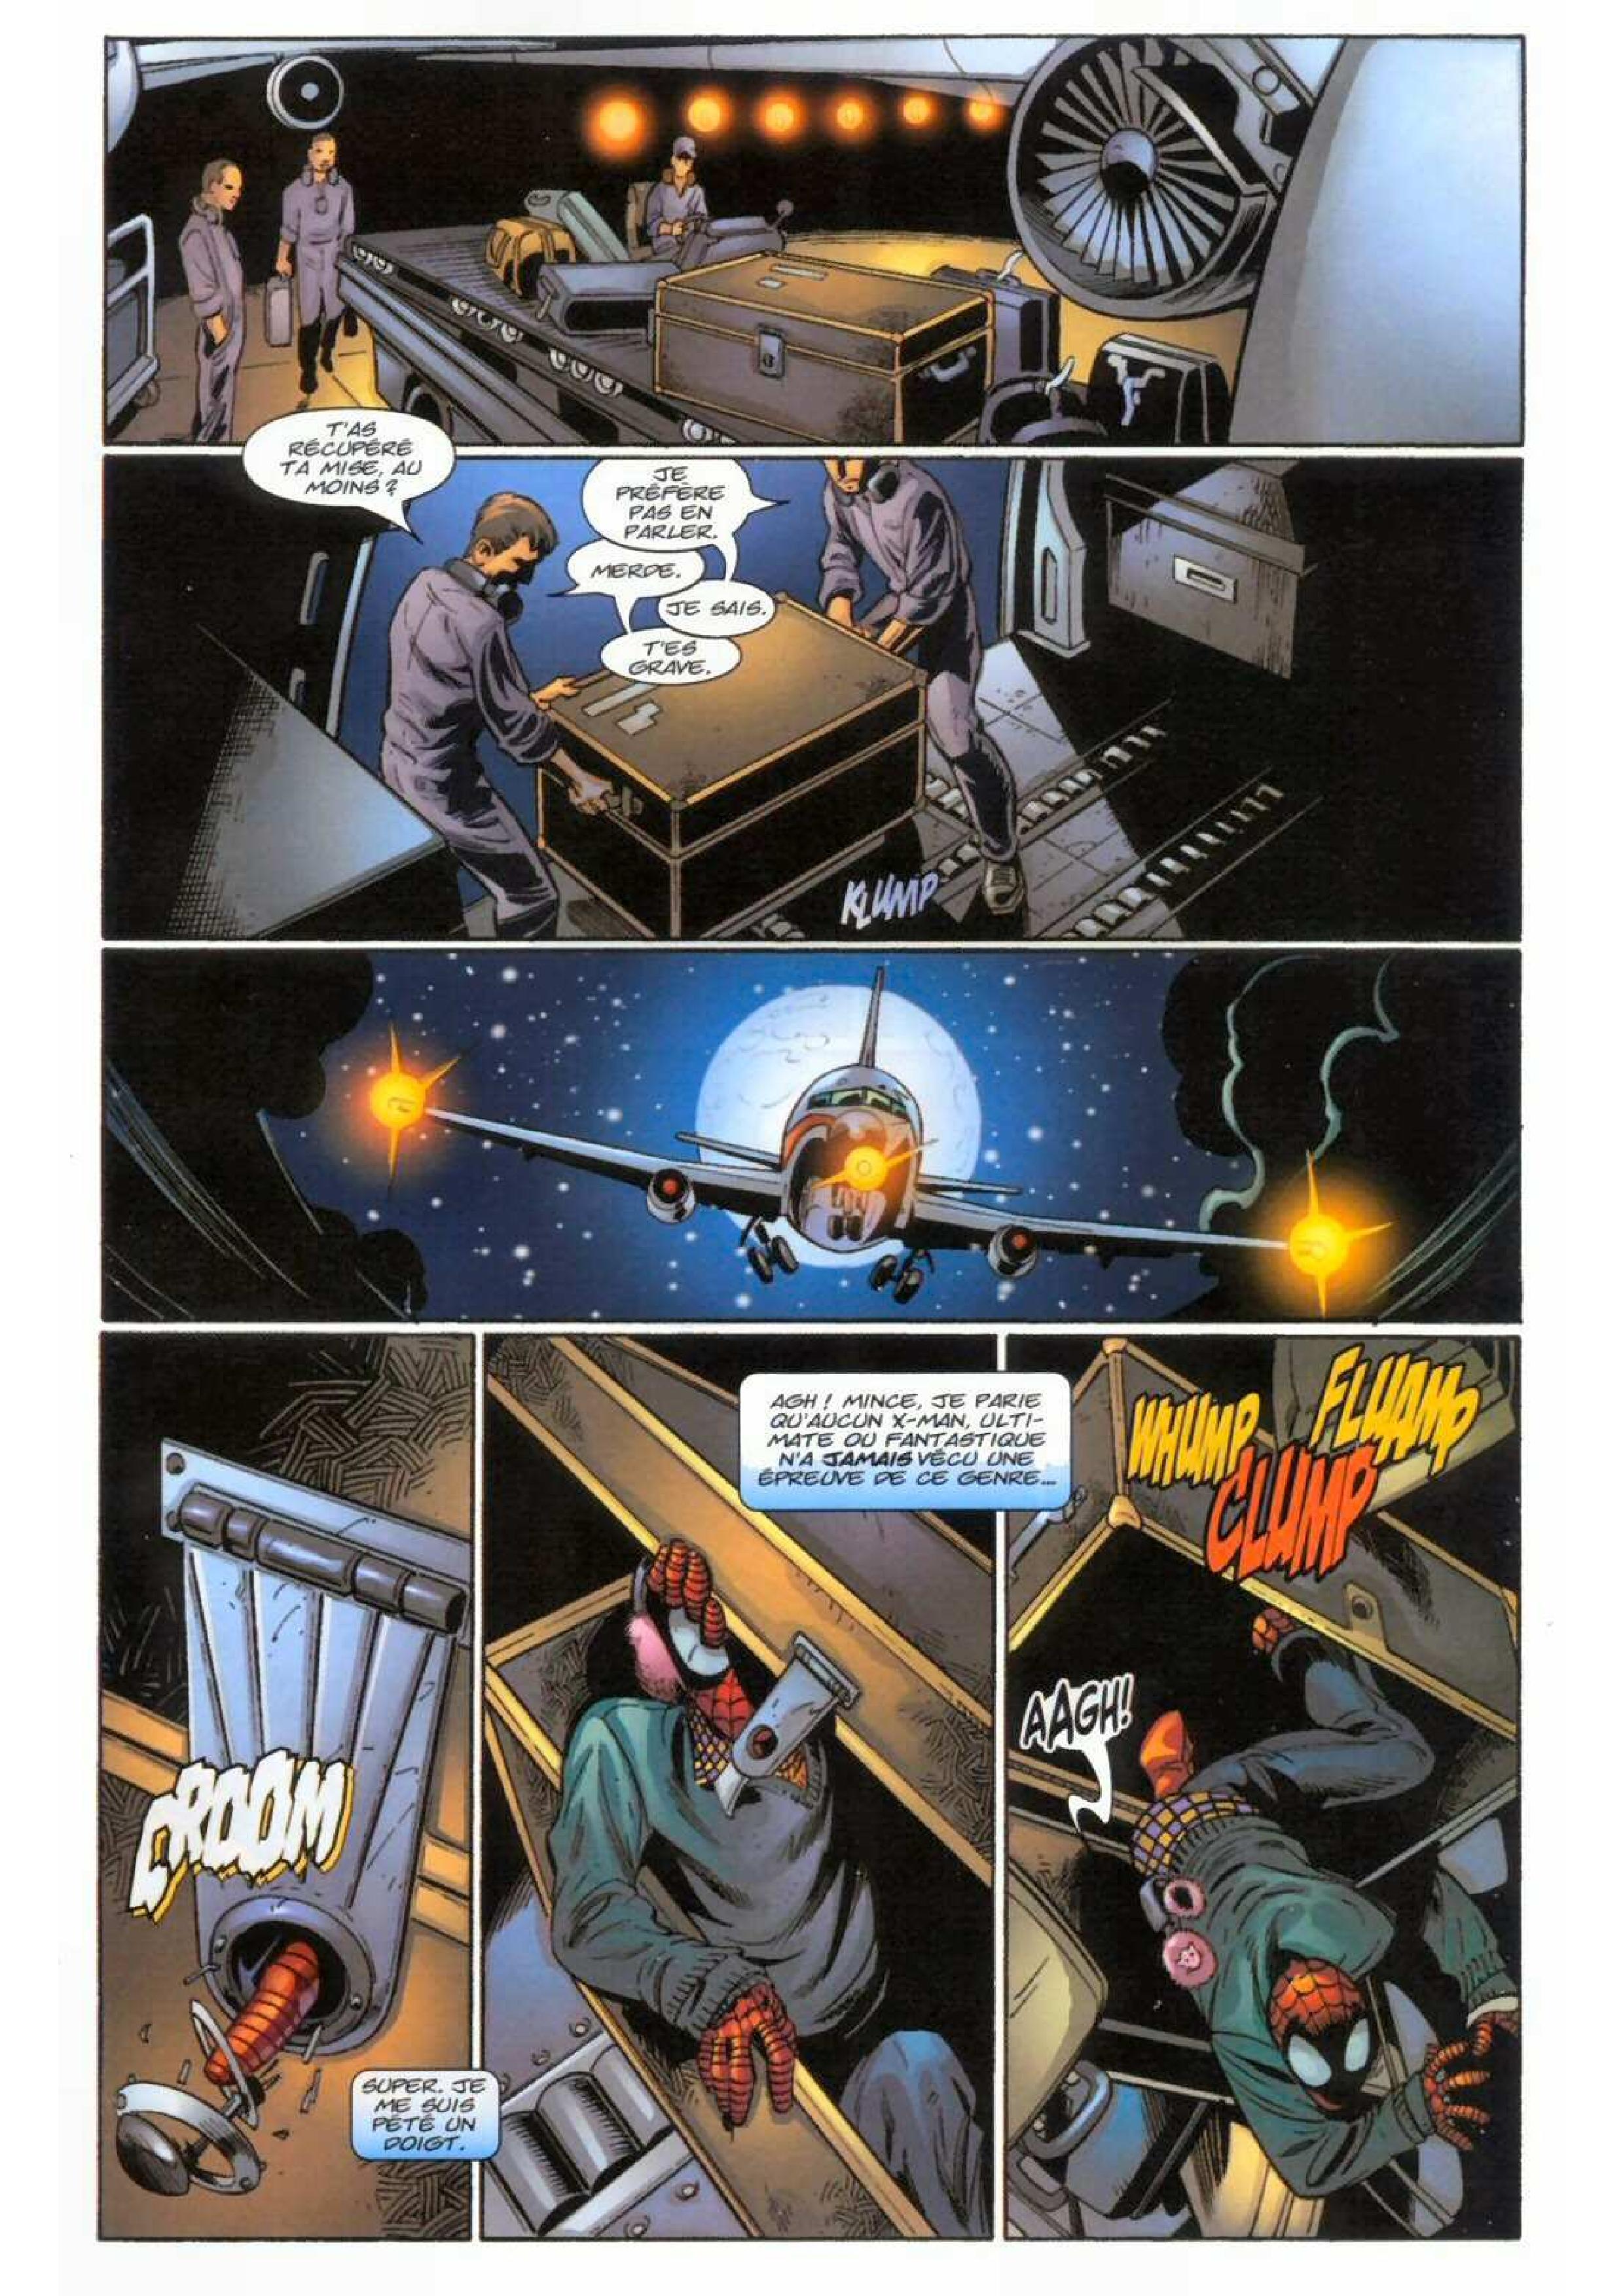 T'AS
RÉCUPÉRÉ
TA MISE, AU
MOINS ?
JE
PRÉFÈRE
PAS EN
PARLER.
MERDE.
JE SAIS.
T'ES
GRAVE.
KLUMP
CROOM
SUPER. JE
ME SUIS
PÉTÉ UN
DOIGT.
AGH ! MINCE, JE PARIE
QU'AUCUN X-MAN, ULTI-
MATE OU FANTASTIQUE
N'A JAMAIS VÉCU UNE
ÉPREUVE DE CE GENRE...
WHUMP
FLUAMP
CLUMP
AAGH!